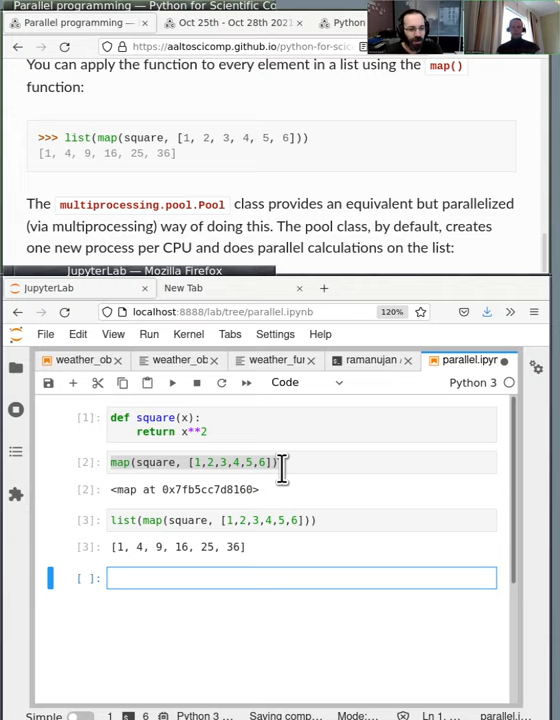 Parallel programming — Python for Scientific Co
Parallel programming —
Oct 25th - Oct 28th 2021
Python
https://aaltoscicomp.github.io/python-for-scic
You can apply the function to every element in a list using the map()
function:
>>> list(map(square, [1, 2, 3, 4, 5, 6]))
[1, 4, 9, 16, 25, 36]
The multiprocessing.pool.Pool class provides an equivalent but parallelized
(via multiprocessing) way of doing this. The pool class, by default, creates
one new process per CPU and does parallel calculations on the list:
JupyterLab — Mozilla Firefox
JupyterLab
New Tab
localhost:8888/lab/tree/parallel.ipynb 120%
File Edit View Run Kernel Tabs Settings Help
weather_ob weather_ob weather_fur ramanujan parallel.ipyr
Code Python 3
[1]: def square(x):
return x**2
[2]: map(square, [1,2,3,4,5,6])
[2]: <map at 0x7fb5cc7d8160>
[3]: list(map(square, [1,2,3,4,5,6]))
[3]: [1, 4, 9, 16, 25, 36]
[ ]:
Simple 1 6 Python 3 ... Saving comp... Mode:... Ln 1, ... parallel.i...